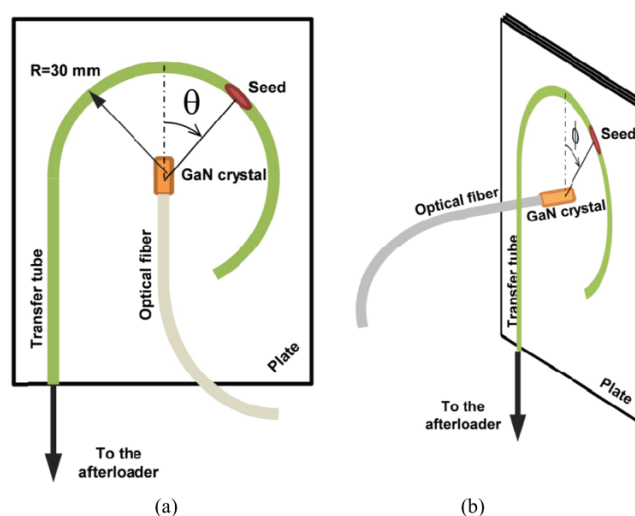 R=30 mm
θ
Seed
GaN crystal
Transfer tube
Optical fiber
Plate
To the
afterloader
(a)
ϕ
Seed
Optical fiber
GaN crystal
Transfer tube
Plate
To the
afterloader
(b)